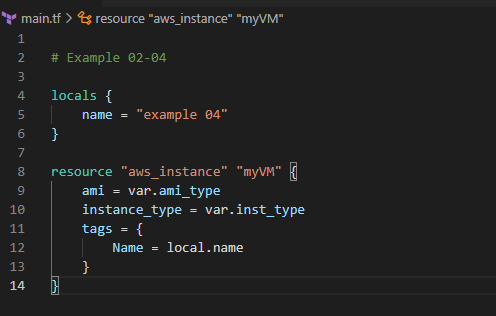 main.tf > resource "aws_instance" "myVM"
1
2 # Example 02-04
3
4 locals {
5 name = "example 04"
6 }
7
8 resource "aws_instance" "myVM" {
9 ami = var.ami_type
10 instance_type = var.inst_type
11 tags = {
12 Name = local.name
13 }
14 }